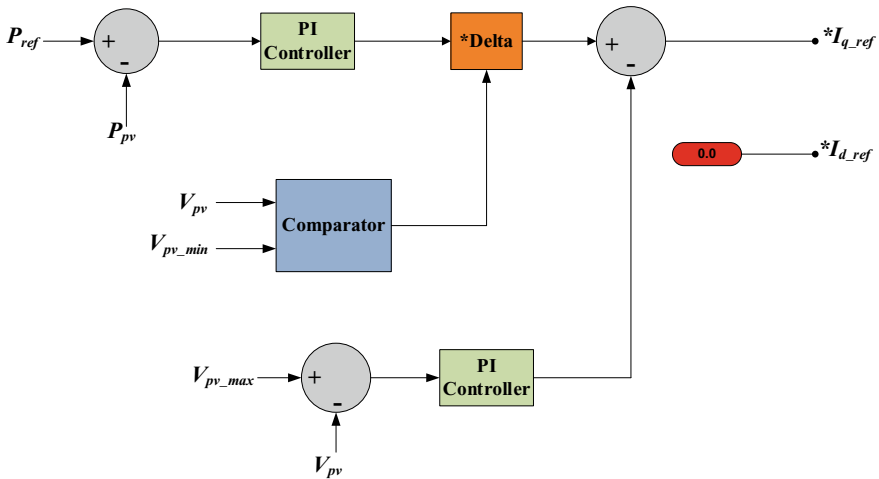 P_ref
+
-
P_pv
PI
Controller
*Delta
+
-
*I_q_ref
0.0
*I_d_ref
V_pv
V_pv_min
Comparator
V_pv_max
+
-
V_pv
PI
Controller